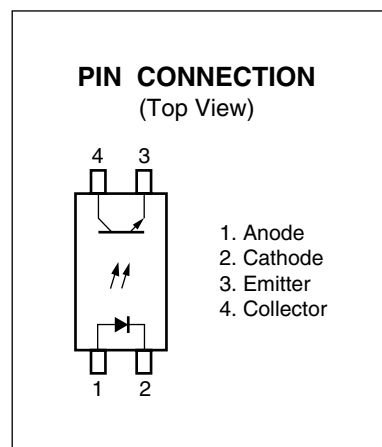 PIN CONNECTION
(Top View)
4 3
1. Anode
2. Cathode
3. Emitter
4. Collector
1 2